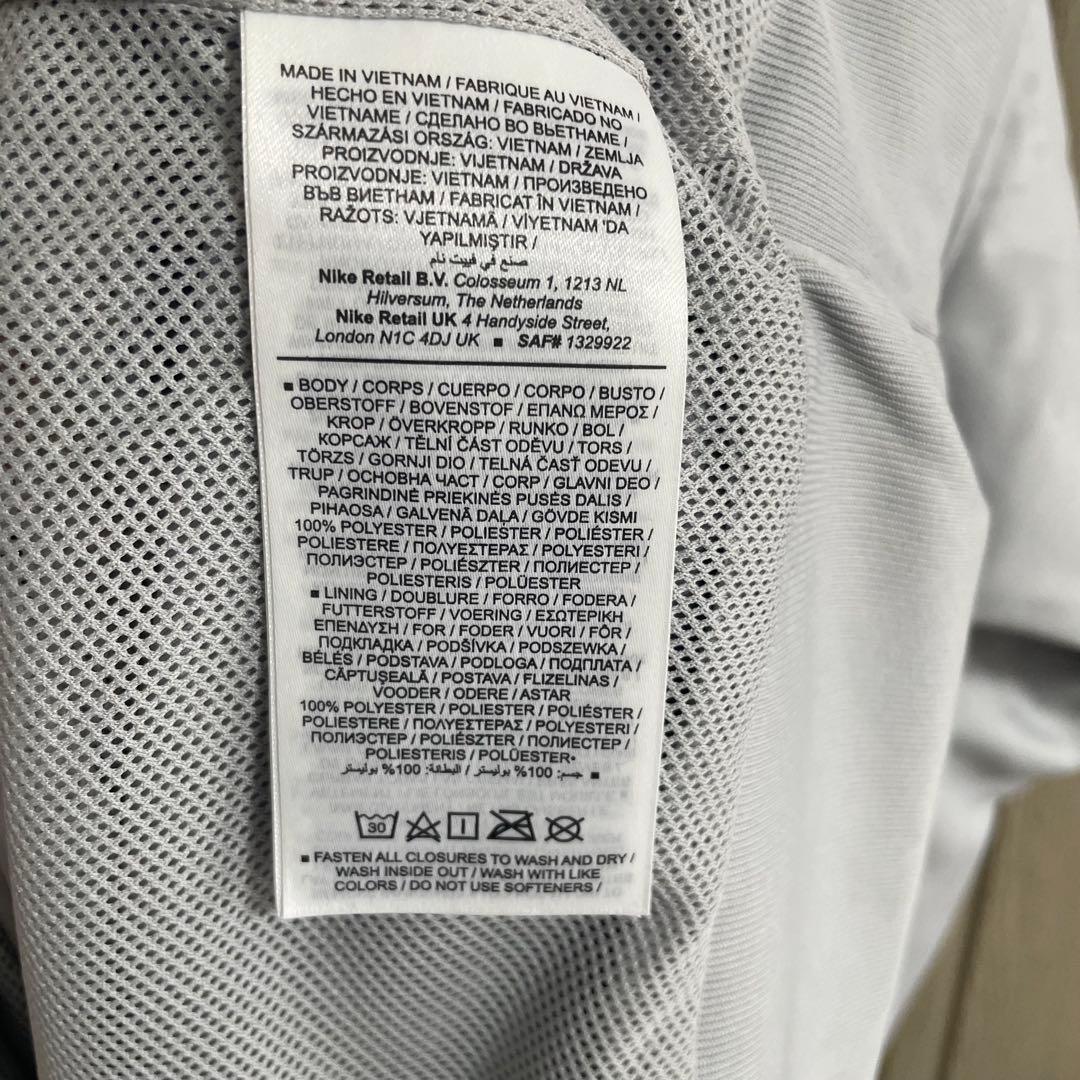 MADE IN VIETNAM / FABRIQUE AU VIETNAM /
HECHO EN VIETNAM / FABRICADO NO
VIETNAME / СДЕЛАНО ВО ВЬЕТНАМЕ /
SZÁRMAZÁSI ORSZÁG: VIETNAM / ZEMLJA
PROIZVODNJE: VIJETNAM / DRŽAVA
PROIZVODNJE: VIETNAM / ПРОИЗВЕДЕНО
ВЪВ ВИЕТНАМ / FABRICAT ÎN VIETNAM /
RAŽOTS: VJETNAMĀ / VİYETNAM 'DA
YAPILMIŞTIR /
صنع في فييت نام
Nike Retail B.V. Colosseum 1, 1213 NL
Hilversum, The Netherlands
Nike Retail UK 4 Handyside Street,
London N1C 4DJ UK ■ SAF# 1329922
■ BODY / CORPS / CUERPO / CORPO / BUSTO /
OBERSTOFF / BOVENSTOF / ΕΠΑΝΩ ΜΕΡΟΣ /
KROP / ÖVERKROPP / RUNKO / BOL /
КОРСАЖ / TĚLNÍ ČÁST ODĚVU / TORS /
TÖRZS / GORNJI DIO / TELNÁ ČASŤ ODEVU /
TRUP / ОСНОВНА ЧАСТ / CORP / GLAVNI DEO /
PAGRINDINĖ PRIEKINĖS PUSĖS DALIS /
PIHAOSA / GALVENĀ DAĻA / GÖVDE KISMI
100% POLYESTER / POLIESTER / POLIÉSTER /
POLIESTERE / ΠΟΛΥΕΣΤΕΡΑΣ / POLYESTERI /
ПОЛИЭСТЕР / POLIÉSZTER / ПОЛИЕСТЕР /
POLIESTERIS / POLÜESTER
■ LINING / DOUBLURE / FORRO / FODERA /
FUTTERSTOFF / VOERING / ΕΣΩΤΕΡΙΚΗ
ΕΠΕΝΔΥΣΗ / FOR / FODER / VUORI / FÔR /
ПОДКЛАДКА / PODŠÍVKA / PODSZEWKA /
BÉLÉS / PODSTAVA / PODLOGA / ПОДПЛАТА /
CĂPTUŞEALĂ / POSTAVA / FLIZELINAS /
VOODER / ODERE / ASTAR
100% POLYESTER / POLIESTER / POLIÉSTER /
POLIESTERE / ΠΟΛΥΕΣΤΕΡΑΣ / POLYESTERI /
ПОЛИЭСТЕР / POLIÉSZTER / ПОЛИЕСТЕР /
POLIESTERIS / POLÜESTER•
■ جسم: 100% بوليستر / البطانة: 100% بوليستر
30
■ FASTEN ALL CLOSURES TO WASH AND DRY /
WASH INSIDE OUT / WASH WITH LIKE
COLORS / DO NOT USE SOFTENERS /